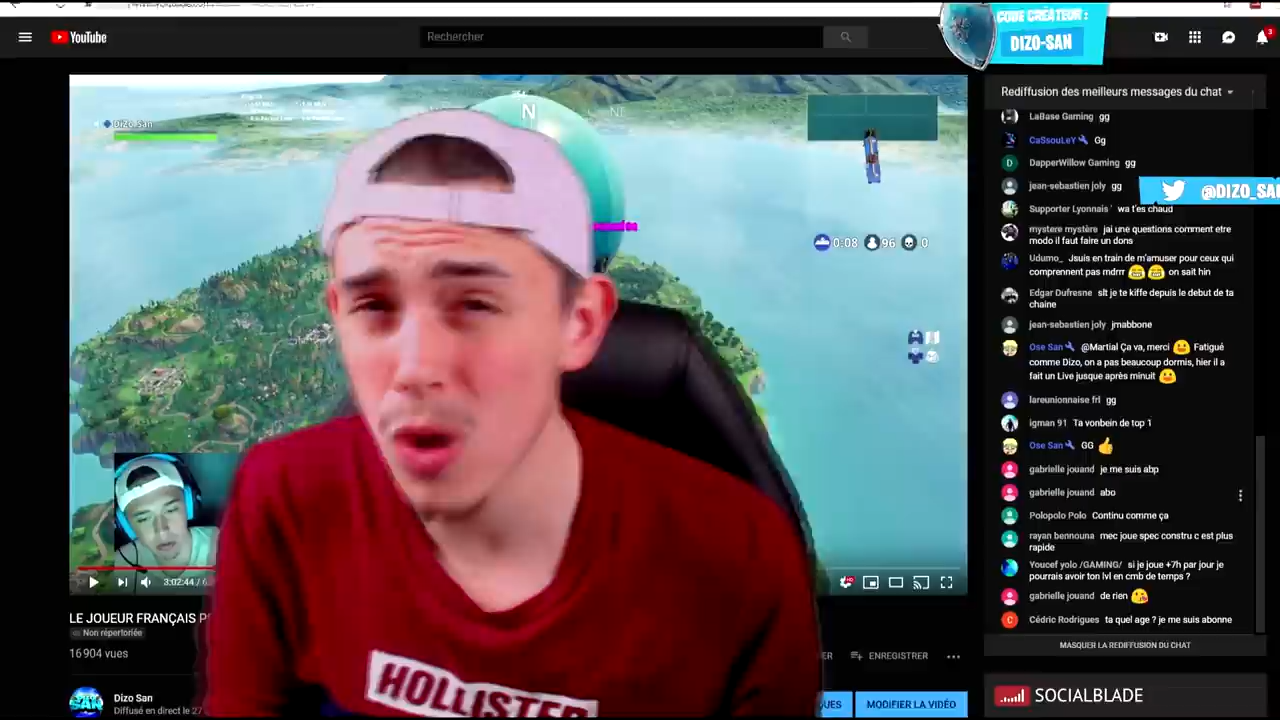 YouTube
Rechercher
CODE CRÉATEUR :
DIZO-SAN
3
Rediffusion des meilleurs messages du chat
LaBase Gaming gg
CaSsouLeY Gg
DapperWillow Gaming gg
jean-sebastien joly gg
@DIZO_SAN
Supporter Lyonnais ' wa t'es chaud
mystere mystère jai une questions comment etre
modo il faut faire un dons
Udumo_ Jsuis en train de m'amuser pour ceux qui
comprennent pas mdrrr 😂 😂 on sait hin
Edgar Dufresne slt je te kiffe depuis le debut de ta
chaine
jean-sebastien joly jmabbone
Ose San @Martial Ça va, merci 😛 Fatigué
comme Dizo, on a pas beaucoup dormis, hier il a
fait un Live jusque après minuit 😛
lareunionnaise frl gg
igman 91 Ta vonbein de top 1
Ose San GG 👍
gabrielle jouand je me suis abp
gabrielle jouand abo
Polopolo Polo Continu comme ça
rayan bennouna mec joue spec constru c est plus
rapide
Youcef yolo /GAMING/ si je joue +7h par jour je
pourrais avoir ton lvl en cmb de temps ?
gabrielle jouand de rien 😘
Cédric Rodrigues ta quel age ? je me suis abonne
MASQUER LA REDIFFUSION DU CHAT
SOCIALBLADE
Dizo San
N
NE
0:08 96 0
3:02:44 / 6
HD
LE JOUEUR FRANÇAIS P
Non répertoriée
16 904 vues
ER ENREGISTRER
Dizo San
Diffusé en direct le 27
UES MODIFIER LA VIDÉO
HOLLISTER